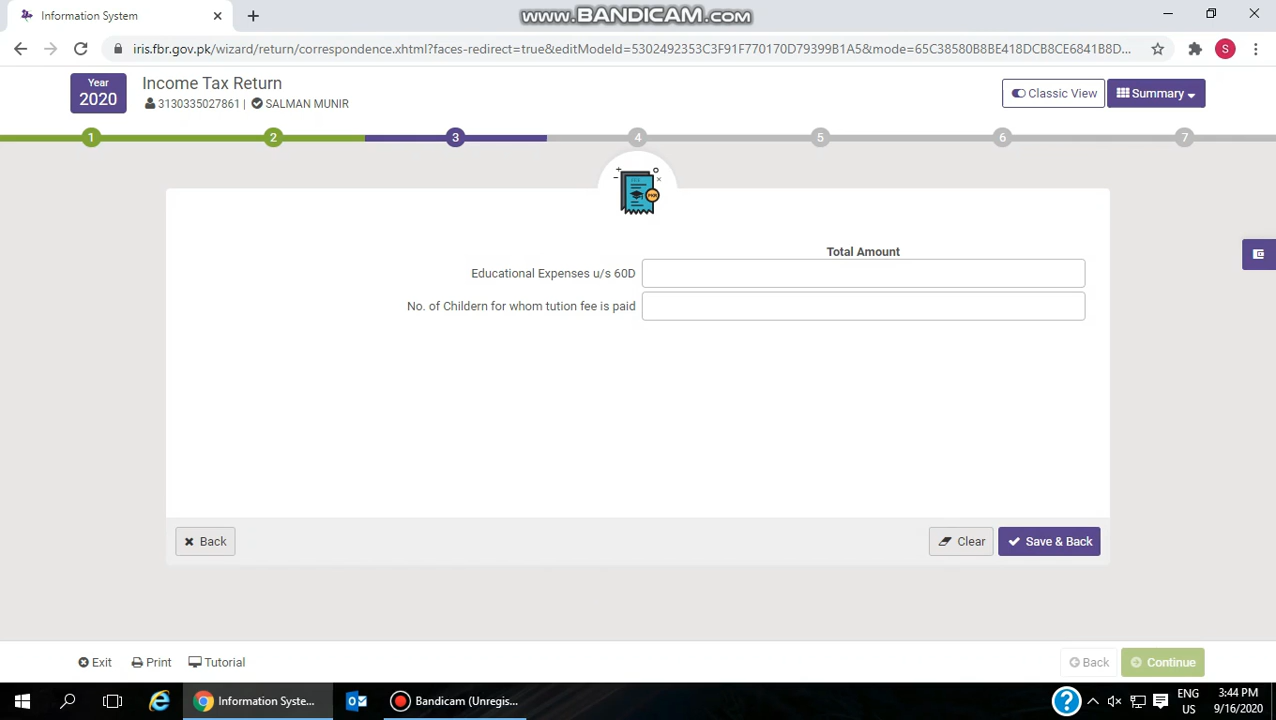 Information System
www.BANDICAM.com
iris.fbr.gov.pk/wizard/return/correspondence.xhtml?faces-redirect=true&editModeId=5302492353C3F91F770170D79399B1A5&mode=65C38580B8BE418DCB8CE6841B8D...
S
Year
2020
Income Tax Return
3130335027861 | SALMAN MUNIR
Classic View
Summary
1 2 3 4 5 6 7
Total Amount
Educational Expenses u/s 60D
No. of Childern for whom tution fee is paid
Back
Clear
Save & Back
Exit
Print
Tutorial
Back
Continue
Information Syste...
Bandicam (Unregis...
ENG
US
3:44 PM
9/16/2020